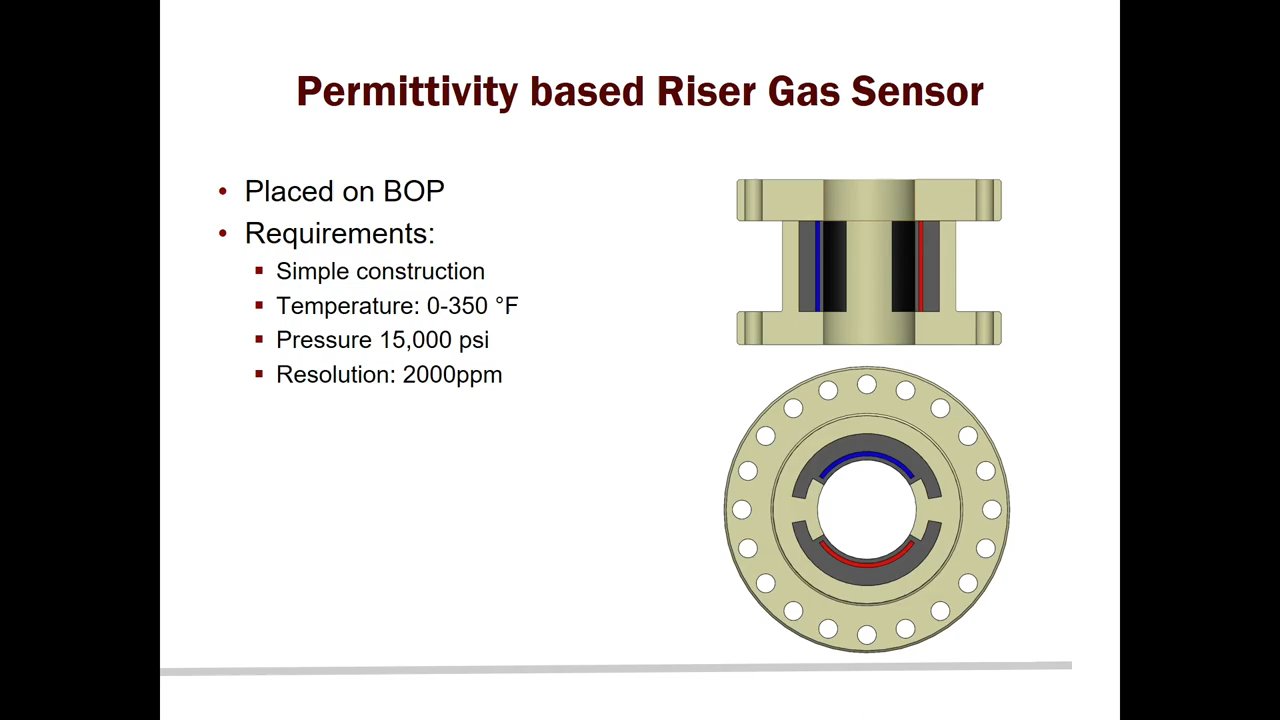 Permittivity based Riser Gas Sensor
• Placed on BOP
• Requirements:
▪ Simple construction
▪ Temperature: 0-350 °F
▪ Pressure 15,000 psi
▪ Resolution: 2000ppm